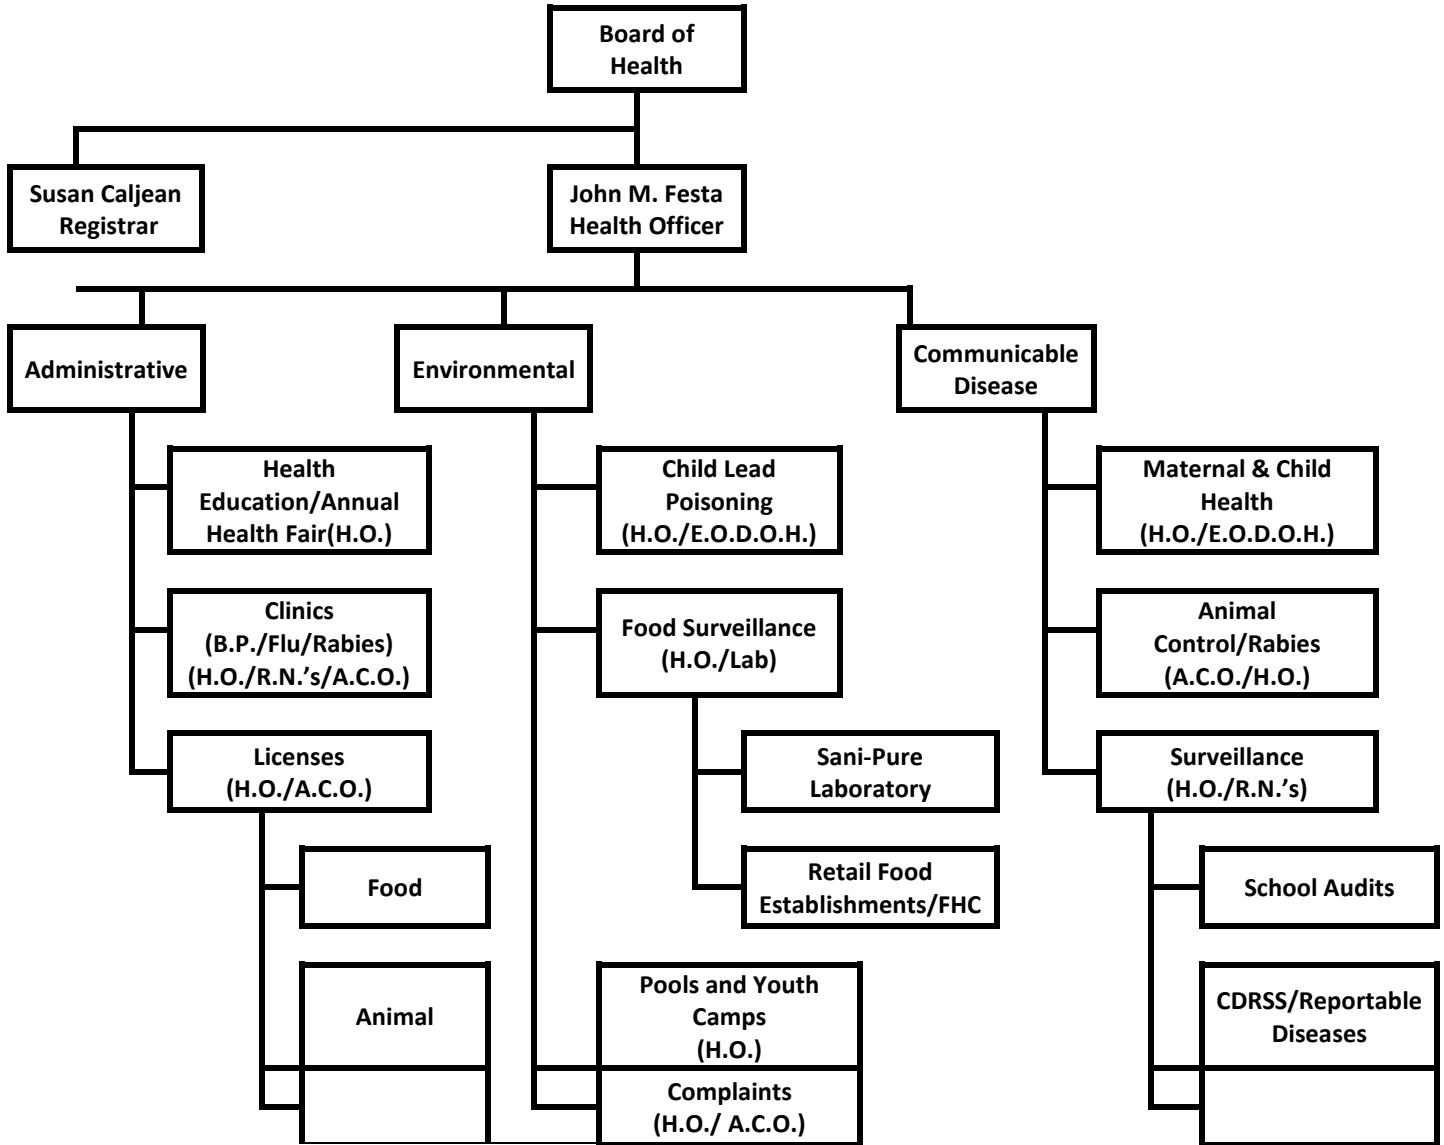 Board of
Health
Susan Caljean
Registrar
John M. Festa
Health Officer
Administrative
Environmental
Communicable
Disease
Health
Education/Annual
Health Fair(H.O.)
Clinics
(B.P./Flu/Rabies)
(H.O./R.N.’s/A.C.O.)
Licenses
(H.O./A.C.O.)
Food
Animal
Child Lead
Poisoning
(H.O./E.O.D.O.H.)
Food Surveillance
(H.O./Lab)
Sani-Pure
Laboratory
Retail Food
Establishments/FHC
Pools and Youth
Camps
(H.O.)
Complaints
(H.O./ A.C.O.)
Maternal & Child
Health
(H.O./E.O.D.O.H.)
Animal
Control/Rabies
(A.C.O./H.O.)
Surveillance
(H.O./R.N.’s)
School Audits
CDRSS/Reportable
Diseases